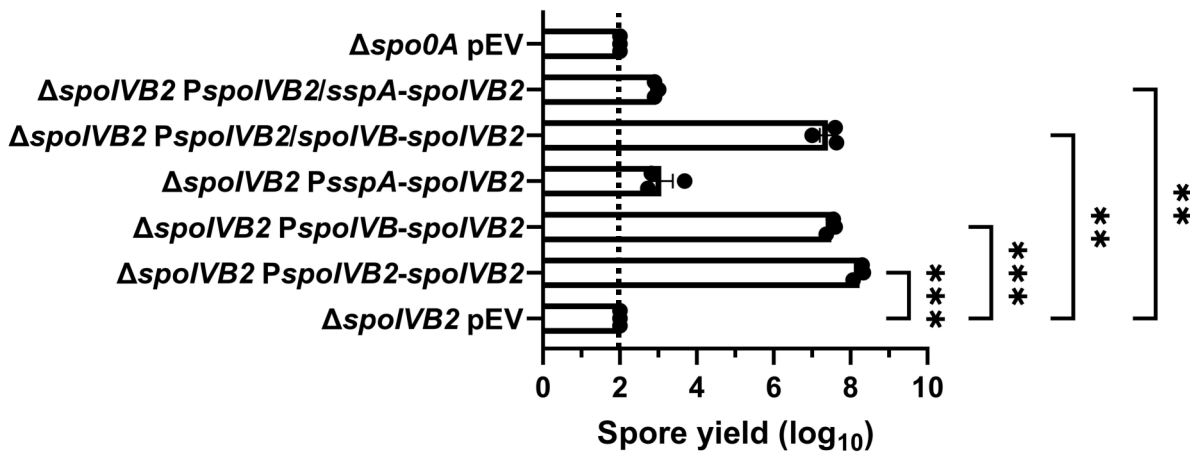 Δspo0A pEV
ΔspoIVB2 PspoIVB2/sspA-spoIVB2
ΔspoIVB2 PspoIVB2/spoIVB-spoIVB2
ΔspoIVB2 PsspA-spoIVB2
ΔspoIVB2 PspoIVB-spoIVB2
ΔspoIVB2 PspoIVB2-spoIVB2
ΔspoIVB2 pEV
***
***
**
**
0 2 4 6 8 10
Spore yield (log₁₀)